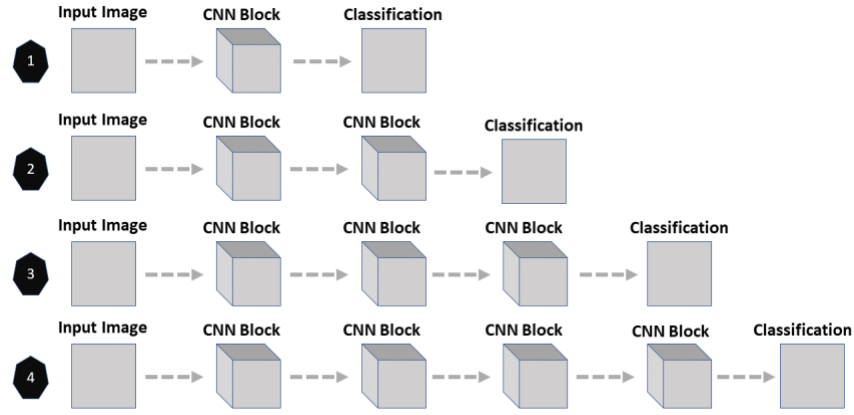 Input Image CNN Block Classification
1
Input Image CNN Block CNN Block Classification
2
Input Image CNN Block CNN Block CNN Block Classification
3
Input Image CNN Block CNN Block CNN Block CNN Block Classification
4